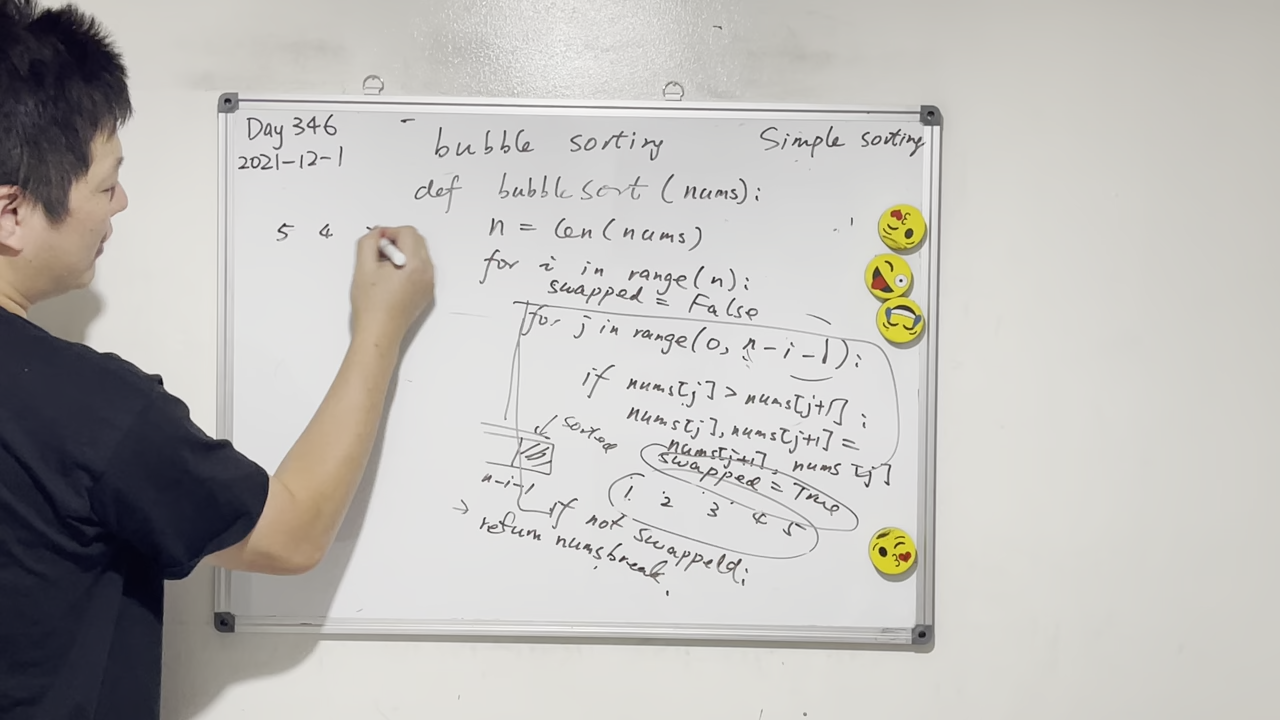 Day 346
2021-12-1
bubble sorting
Simple sorting
def bubblesort (nums):
5 4
n = len(nums)
for i in range(n):
swapped = False
for j in range(0, n-i-1):
if nums[j] > nums[j+1]:
nums[j], nums[j+1] =
nums[j+1], nums[j]
swapped = True
sorted
n-i-1
1 2 3 4 5
if not swapped:
return nums break